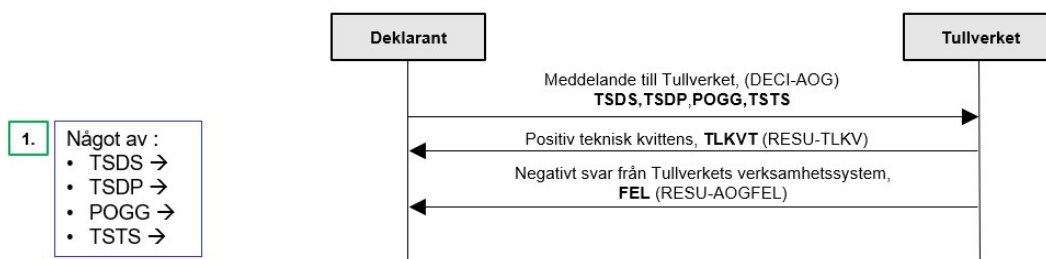 Deklarant
Tullverket
Meddelande till Tullverket, (DECI-AOG)
TSDS,TSDP,POGG,TSTS
Positiv teknisk kvittens, TLKVT (RESU-TLKV)
Negativt svar från Tullverkets verksamhetssystem,
FEL (RESU-AOGFEL)
1.
Något av :
• TSDS →
• TSDP →
• POGG →
• TSTS →